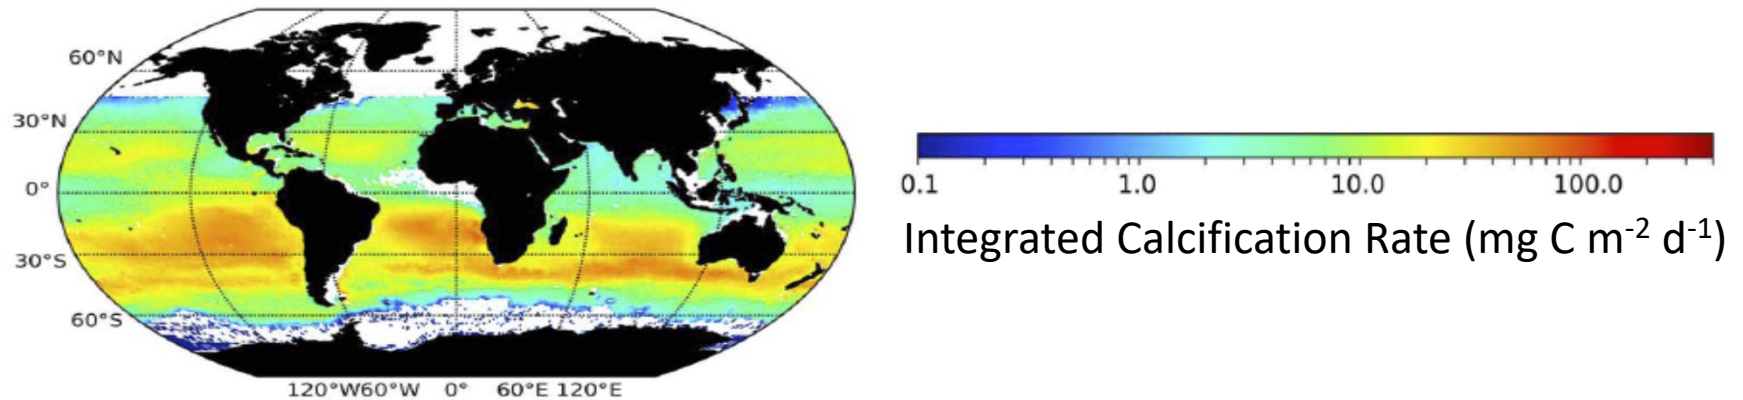 60°N
30°N
0°
30°S
60°S
120°W60°W 0° 60°E 120°E
0.1 1.0 10.0 100.0
Integrated Calcification Rate (mg C m⁻² d⁻¹)